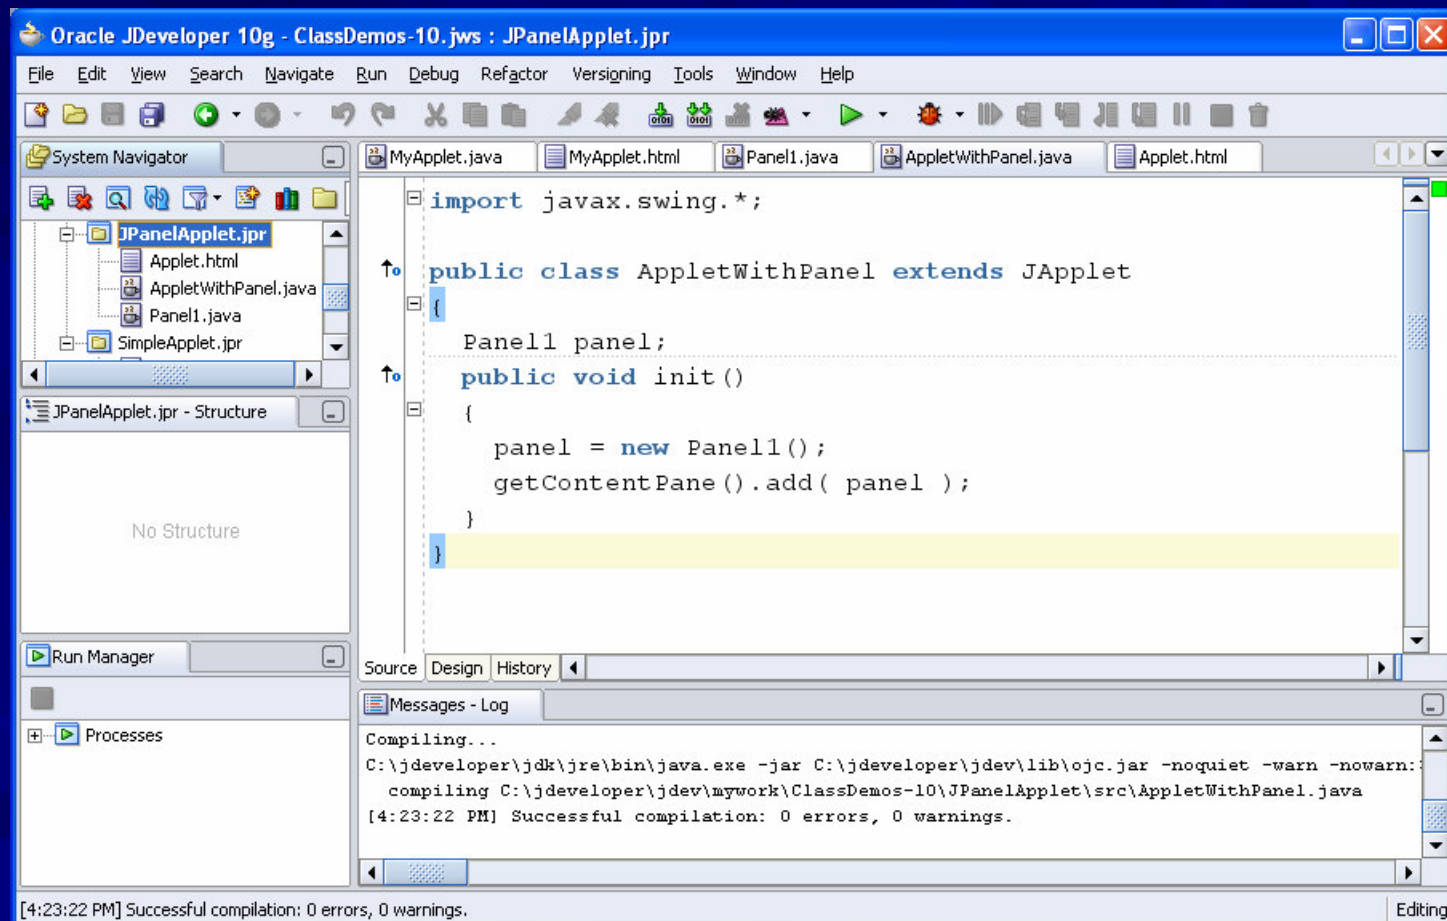 Oracle JDeveloper 10g - ClassDemos-10.jws : JPanelApplet.jpr
File Edit View Search Navigate Run Debug Refactor Versioning Tools Window Help
System Navigator
JPanelApplet.jpr
Applet.html
AppletWithPanel.java
Panel1.java
SimpleApplet.jpr
JPanelApplet.jpr - Structure
No Structure
Run Manager
Processes
MyApplet.java MyApplet.html Panel1.java AppletWithPanel.java Applet.html
import javax.swing.*;
public class AppletWithPanel extends JApplet
{
Panel1 panel;
public void init()
{
panel = new Panel1();
getContentPane().add( panel );
}
}
Source Design History
Messages - Log
Compiling...
C:\jdeveloper\jdk\jre\bin\java.exe -jar C:\jdeveloper\jdev\lib\ojc.jar -noquiet -warn -nowarn:
compiling C:\jdeveloper\jdev\mywork\ClassDemos-10\JPanelApplet\src\AppletWithPanel.java
[4:23:22 PM] Successful compilation: 0 errors, 0 warnings.
[4:23:22 PM] Successful compilation: 0 errors, 0 warnings. Editing